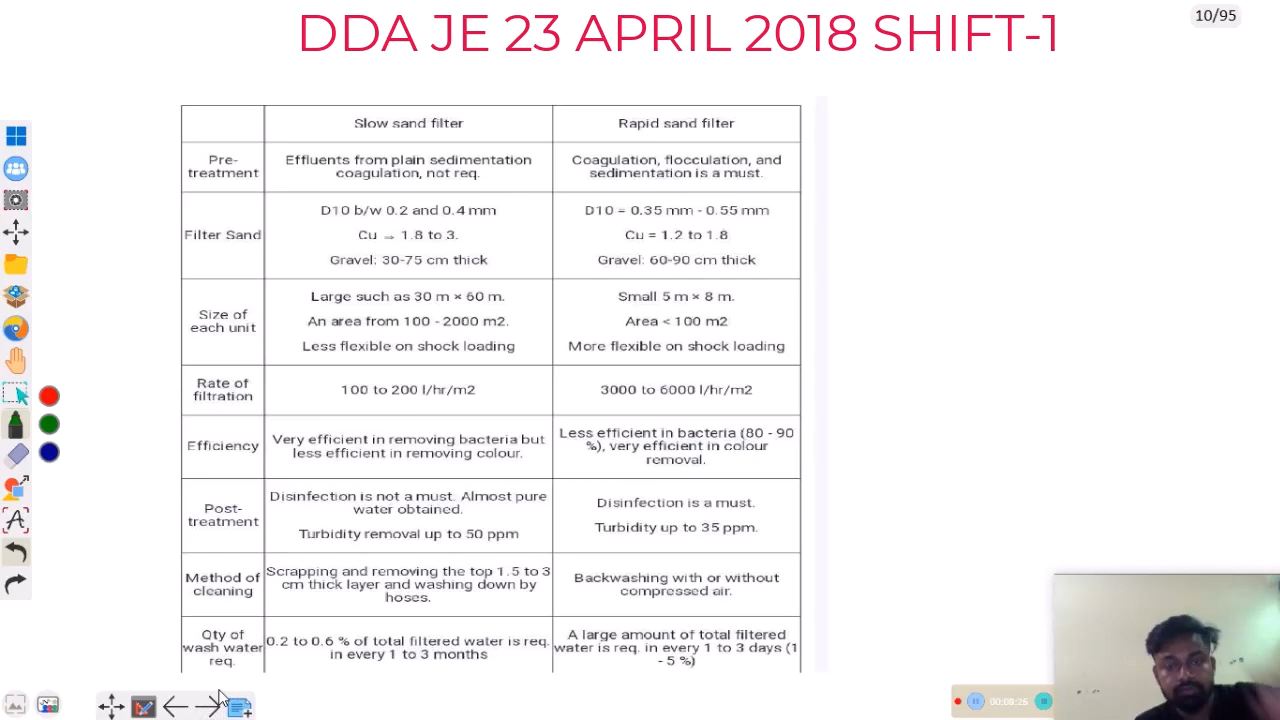 DDA JE 23 APRIL 2018 SHIFT-1
10/95
Slow sand filter
Rapid sand filter
Pre-
treatment
Effluents from plain sedimentation
coagulation, not req.
Coagulation, flocculation, and
sedimentation is a must.
Filter Sand
D10 b/w 0.2 and 0.4 mm
Cu → 1.8 to 3.
Gravel: 30-75 cm thick
D10 = 0.35 mm - 0.55 mm
Cu = 1.2 to 1.8
Gravel: 60-90 cm thick
Size of
each unit
Large such as 30 m × 60 m.
An area from 100 - 2000 m2.
Less flexible on shock loading
Small 5 m × 8 m.
Area < 100 m2
More flexible on shock loading
Rate of
filtration
100 to 200 l/hr/m2
3000 to 6000 l/hr/m2
Efficiency
Very efficient in removing bacteria but
less efficient in removing colour.
Less efficient in bacteria (80 - 90
%), very efficient in colour
removal.
Post-
treatment
Disinfection is not a must. Almost pure
water obtained.
Turbidity removal up to 50 ppm
Disinfection is a must.
Turbidity up to 35 ppm.
Method of
cleaning
Scrapping and removing the top 1.5 to 3
cm thick layer and washing down by
hoses.
Backwashing with or without
compressed air.
Qty of
wash water
req.
0.2 to 0.6 % of total filtered water is req.
in every 1 to 3 months
A large amount of total filtered
water is req. in every 1 to 3 days (1
- 5 %)
00:08:25